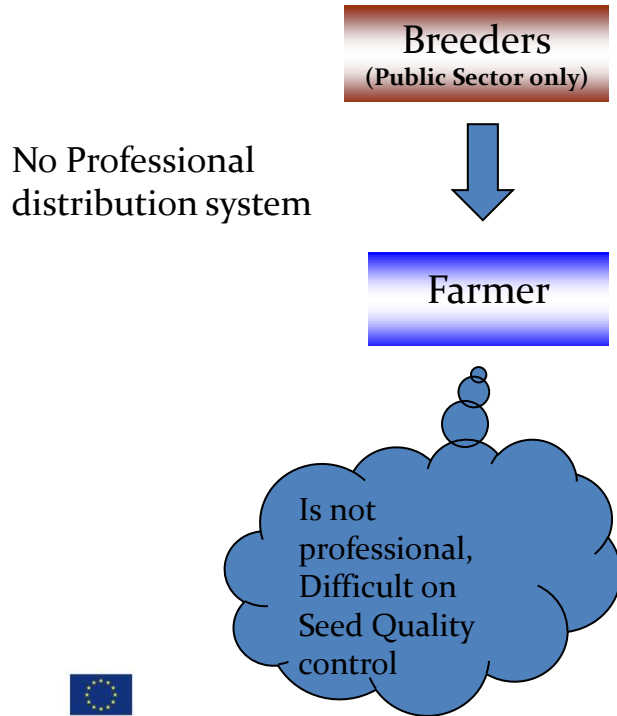 Breeders
(Public Sector only)
No Professional
distribution system
Farmer
Is not
professional,
Difficult on
Seed Quality
control